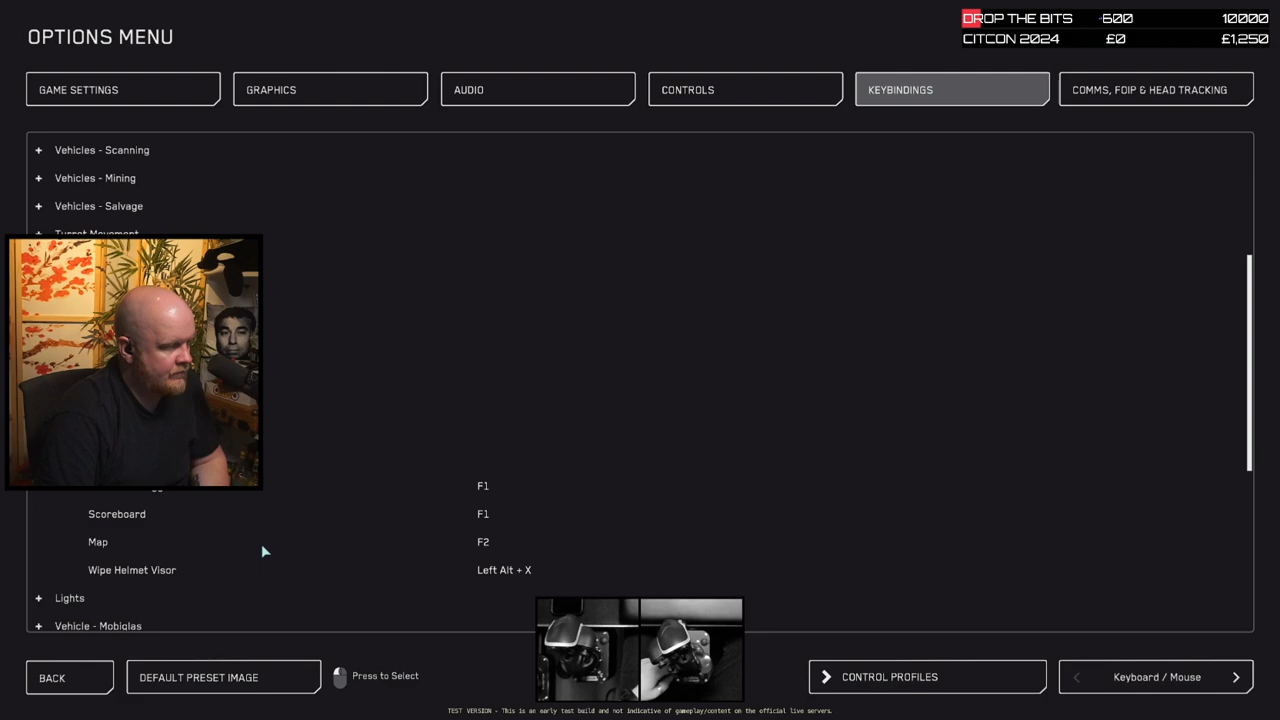 OPTIONS MENU
DROP THE BITS -600 10000
CITCON 2024 £0 £1,250
GAME SETTINGS
GRAPHICS
AUDIO
CONTROLS
KEYBINDINGS
COMMS, FOIP & HEAD TRACKING
+ Vehicles - Scanning
+ Vehicles - Mining
+ Vehicles - Salvage
Turret Movement
F1
Scoreboard F1
Map F2
Wipe Helmet Visor Left Alt + X
+ Lights
+ Vehicle - Mobiglas
BACK
DEFAULT PRESET IMAGE
Press to Select
CONTROL PROFILES
Keyboard / Mouse
TEST VERSION - This is an early test build and not indicative of gameplay/content on the official live servers.